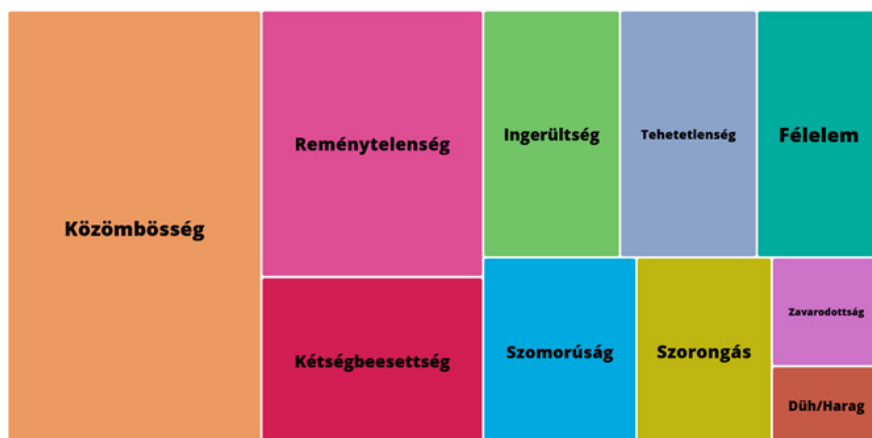 Közömbösség
Reménytelenség
Kétségbeesettség
Ingerültség
Tehetetlenség
Félelem
Szomorúság
Szorongás
Zavarodottság
Düh/Harag